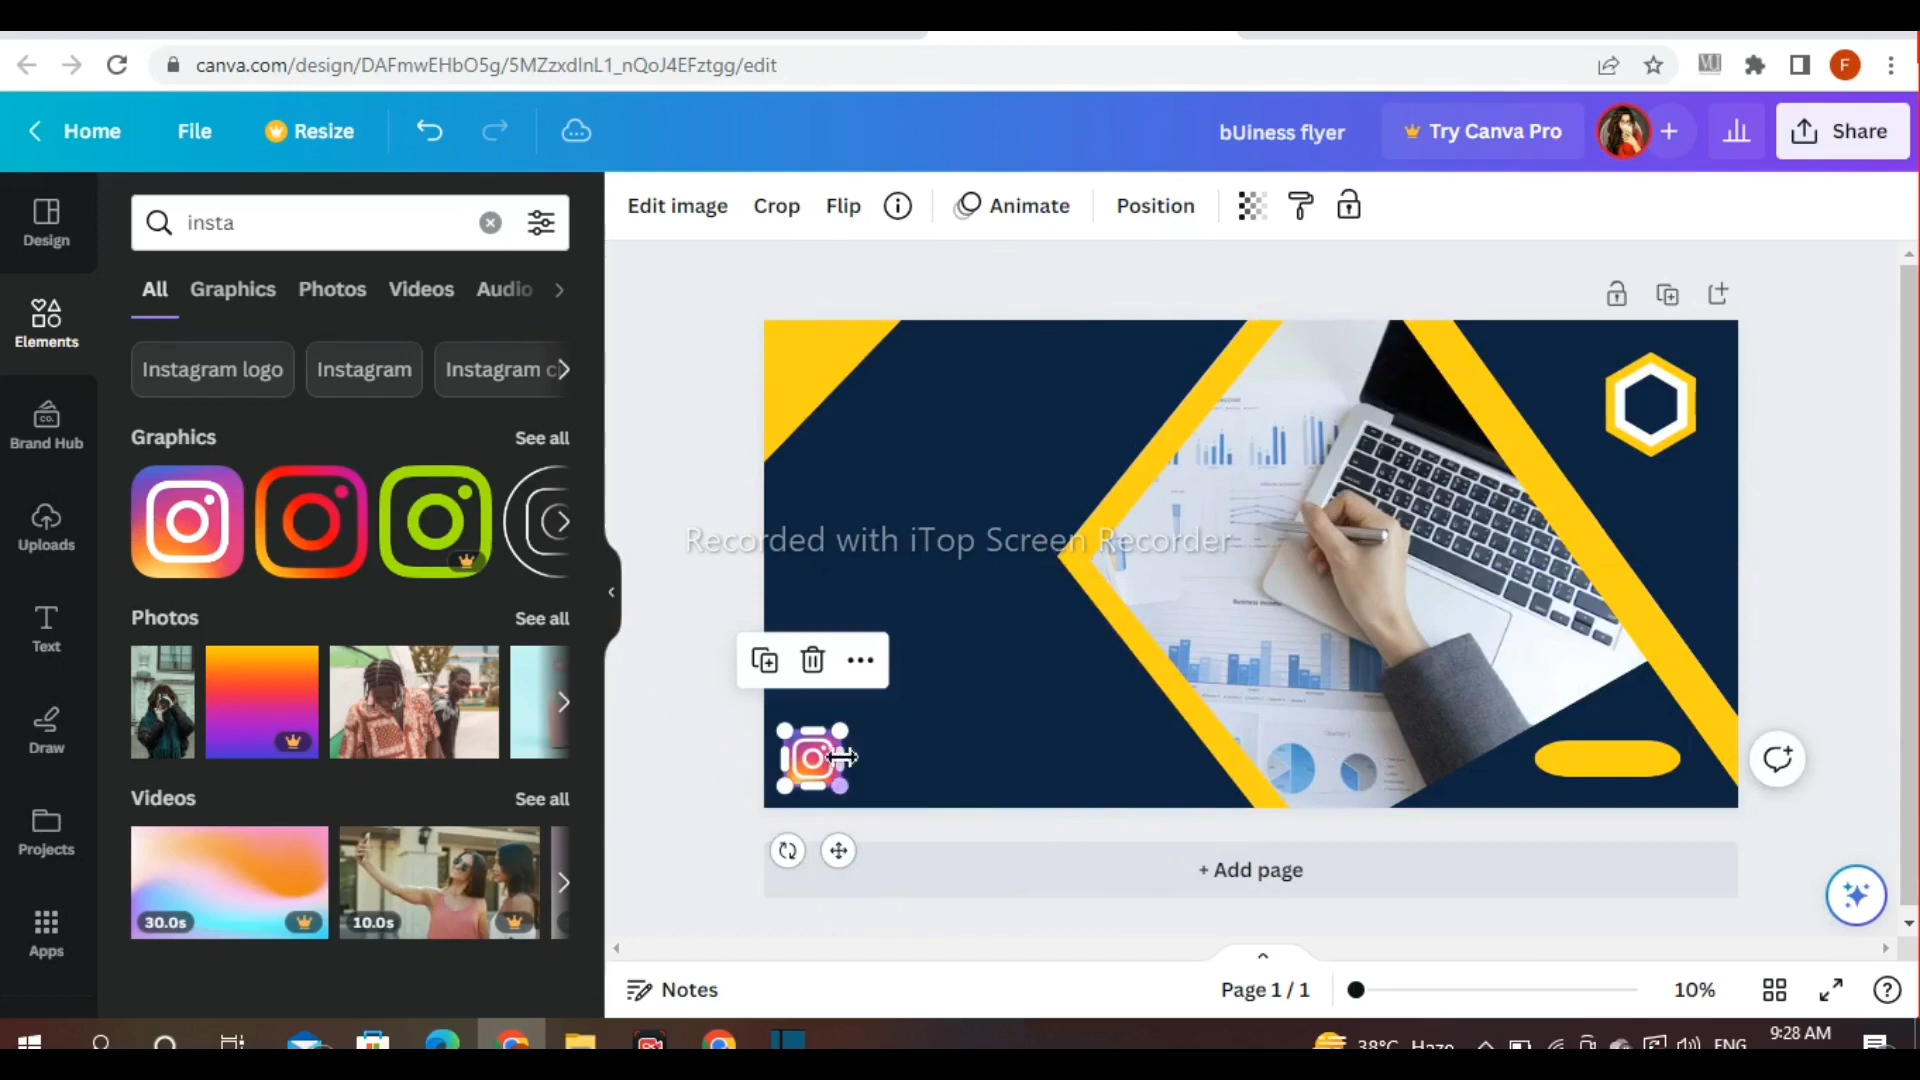 canva.com/design/DAFmwEHbO5g/5MZzxdlnL1_nQoJ4EFztgg/edit
F
Home
File
Resize
bUiness flyer
Try Canva Pro
Share
Design
Elements
Brand Hub
Uploads
Text
Draw
Projects
Apps
insta
All
Graphics
Photos
Videos
Audio
Instagram logo
Instagram
Instagram c
Graphics
See all
Photos
See all
Videos
See all
30.0s
10.0s
Edit image
Crop
Flip
Animate
Position
Recorded with iTop Screen Recorder
+ Add page
Notes
Page 1 / 1
10%
38°C Haze
ENG
9:28 AM